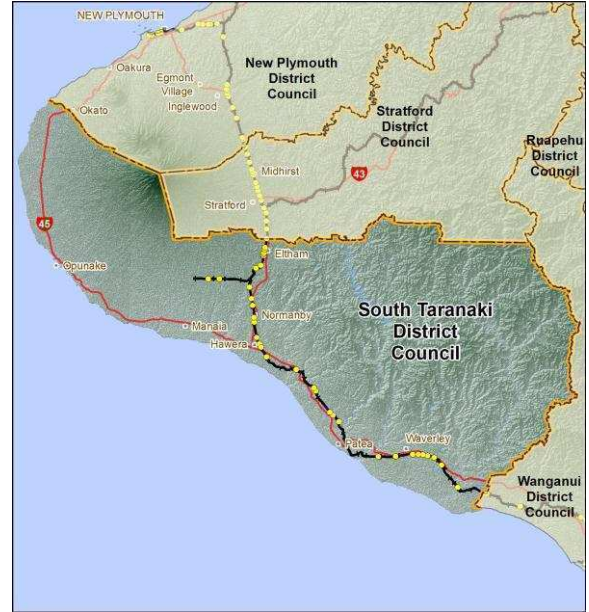 NEW PLYMOUTH
Oakura
Egmont
Village
Inglewood
New Plymouth
District
Council
Okato
Stratford
District
Council
Ruapehu
District
Council
Midhirst
43
Stratford
45
Opunake
Eltham
Normanby
Manaia
Hawera
South Taranaki
District
Council
Patea
Waverley
Wanganui
District
Council